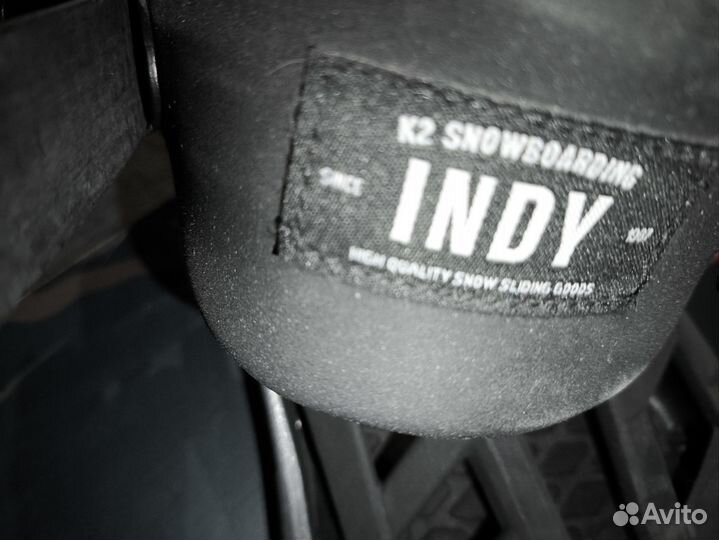 K2 SNOWBOARDING
SINCE INDY 1987
HIGH QUALITY SNOW SLIDING GOODS
Avito